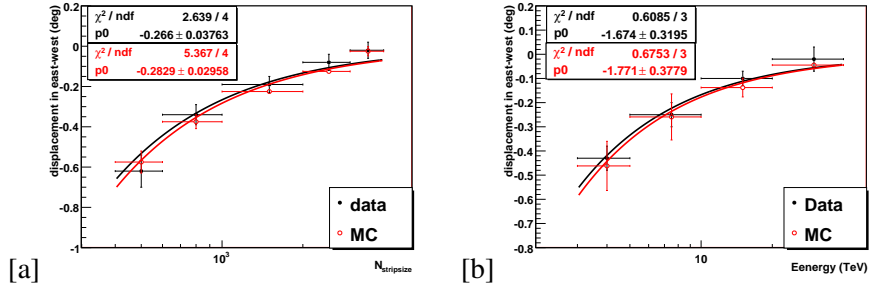 displacement in east-west (deg)
χ² / ndf 2.639 / 4
p0 -0.266 ± 0.03763
χ² / ndf 5.367 / 4
p0 -0.2829 ± 0.02958
0
-0.2
-0.4
-0.6
-0.8
-1
data
MC
10³
N_stripsize
[a]
displacement in east-west (deg)
χ² / ndf 0.6085 / 3
p0 -1.674 ± 0.3195
χ² / ndf 0.6753 / 3
p0 -1.771 ± 0.3779
0.1
0
-0.1
-0.2
-0.3
-0.4
-0.5
-0.6
-0.7
-0.8
Data
MC
10
Eenergy (TeV)
[b]